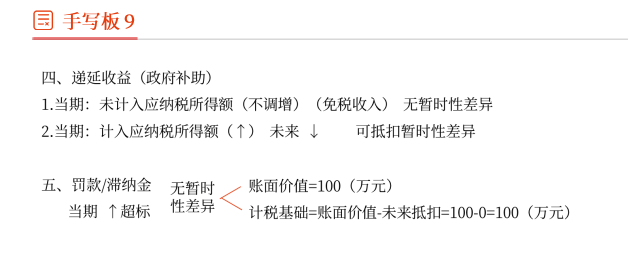 手写板 9
四、递延收益（政府补助）
1.当期：未计入应纳税所得额（不调增）（免税收入） 无暂时性差异
2.当期：计入应纳税所得额（↑） 未来 ↓ 可抵扣暂时性差异
五、罚款/滞纳金
当期 ↑超标
无暂时
性差异
账面价值=100（万元）
计税基础=账面价值-未来抵扣=100-0=100（万元）